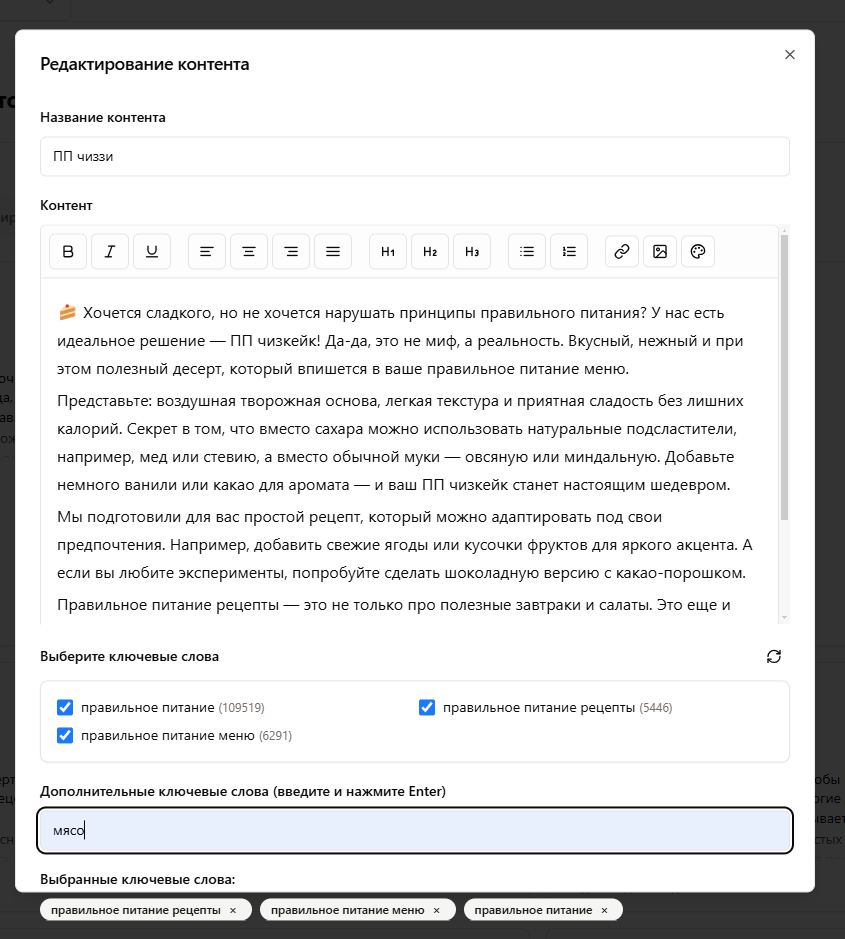 Редактирование контента
Название контента
ПП чиззи
Контент
B I U H1 H2 H3
Хочется сладкого, но не хочется нарушать принципы правильного питания? У нас есть
идеальное решение — ПП чизкейк! Да-да, это не миф, а реальность. Вкусный, нежный и при
этом полезный десерт, который впишется в ваше правильное питание меню.
Представьте: воздушная творожная основа, легкая текстура и приятная сладость без лишних
калорий. Секрет в том, что вместо сахара можно использовать натуральные подсластители,
например, мед или стевию, а вместо обычной муки — овсяную или миндальную. Добавьте
немного ванили или какао для аромата — и ваш ПП чизкейк станет настоящим шедевром.
Мы подготовили для вас простой рецепт, который можно адаптировать под свои
предпочтения. Например, добавить свежие ягоды или кусочки фруктов для яркого акцента. А
если вы любите эксперименты, попробуйте сделать шоколадную версию с какао-порошком.
Правильное питание рецепты — это не только про полезные завтраки и салаты. Это еще и
Выберите ключевые слова
правильное питание (109519) правильное питание рецепты (5446)
правильное питание меню (6291)
Дополнительные ключевые слова (введите и нажмите Enter)
мясо
Выбранные ключевые слова:
правильное питание рецепты × правильное питание меню × правильное питание ×